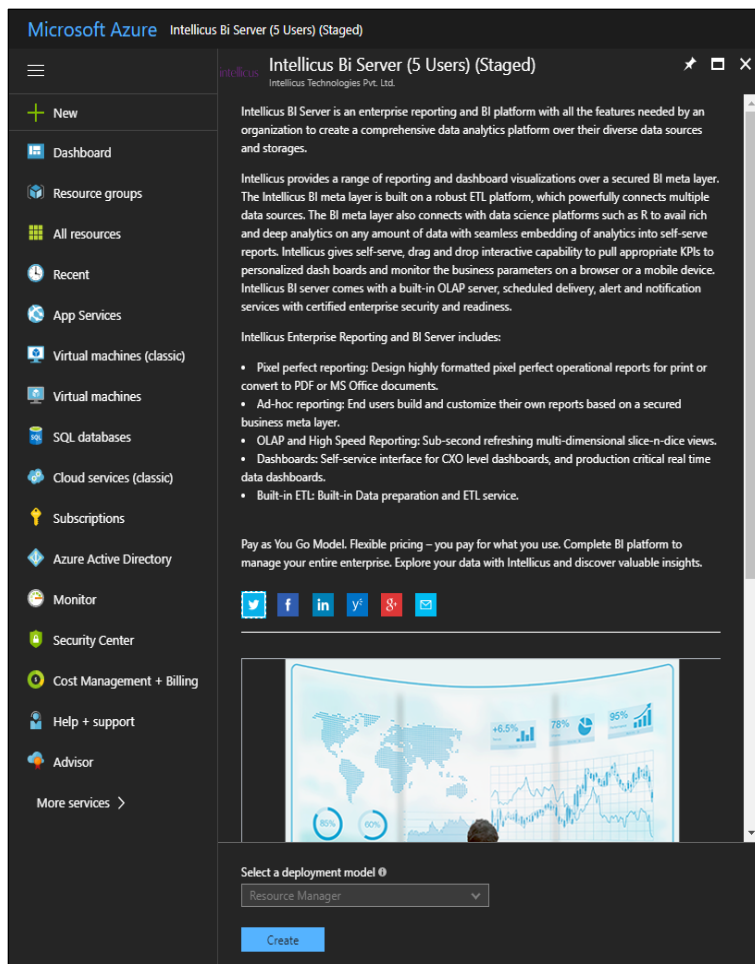 Microsoft Azure Intellicus Bi Server (5 Users) (Staged)
New
Dashboard
Resource groups
All resources
Recent
App Services
Virtual machines (classic)
Virtual machines
SQL databases
Cloud services (classic)
Subscriptions
Azure Active Directory
Monitor
Security Center
Cost Management + Billing
Help + support
Advisor
More services
intellicus
Intellicus Bi Server (5 Users) (Staged)
Intellicus Technologies Pvt. Ltd.
Intellicus BI Server is an enterprise reporting and BI platform with all the features needed by an
organization to create a comprehensive data analytics platform over their diverse data sources
and storages.
Intellicus provides a range of reporting and dashboard visualizations over a secured BI meta layer.
The Intellicus BI meta layer is built on a robust ETL platform, which powerfully connects multiple
data sources. The BI meta layer also connects with data science platforms such as R to avail rich
and deep analytics on any amount of data with seamless embedding of analytics into self-serve
reports. Intellicus gives self-serve, drag and drop interactive capability to pull appropriate KPIs to
personalized dash boards and monitor the business parameters on a browser or a mobile device.
Intellicus BI server comes with a built-in OLAP server, scheduled delivery, alert and notification
services with certified enterprise security and readiness.
Intellicus Enterprise Reporting and BI Server includes:
• Pixel perfect reporting: Design highly formatted pixel perfect operational reports for print or
convert to PDF or MS Office documents.
• Ad-hoc reporting: End users build and customize their own reports based on a secured
business meta layer.
• OLAP and High Speed Reporting: Sub-second refreshing multi-dimensional slice-n-dice views.
• Dashboards: Self-service interface for CXO level dashboards, and production critical real time
data dashboards.
• Built-in ETL: Built-in Data preparation and ETL service.
Pay as You Go Model. Flexible pricing – you pay for what you use. Complete BI platform to
manage your entire enterprise. Explore your data with Intellicus and discover valuable insights.
+6.5%
78%
95%
85%
60%
Select a deployment model
Resource Manager
Create